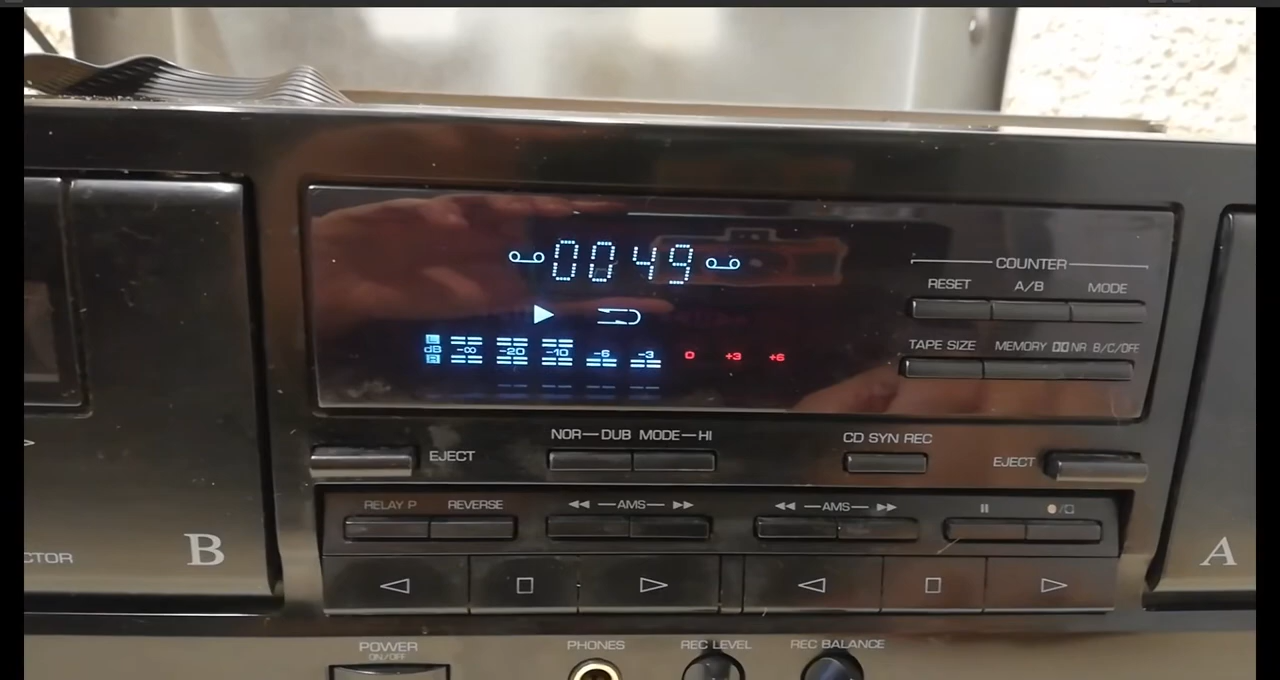 0049
COUNTER
RESET A/B MODE
L
dB -∞ -20 -10 -6 -3 0 +3 +6
R
TAPE SIZE MEMORY NR B/C/OFF
NOR—DUB MODE—HI
CD SYN REC
EJECT
EJECT
RELAY P REVERSE
AMS
AMS
CTOR
B
A
POWER
ON/OFF
PHONES
REC LEVEL
REC BALANCE